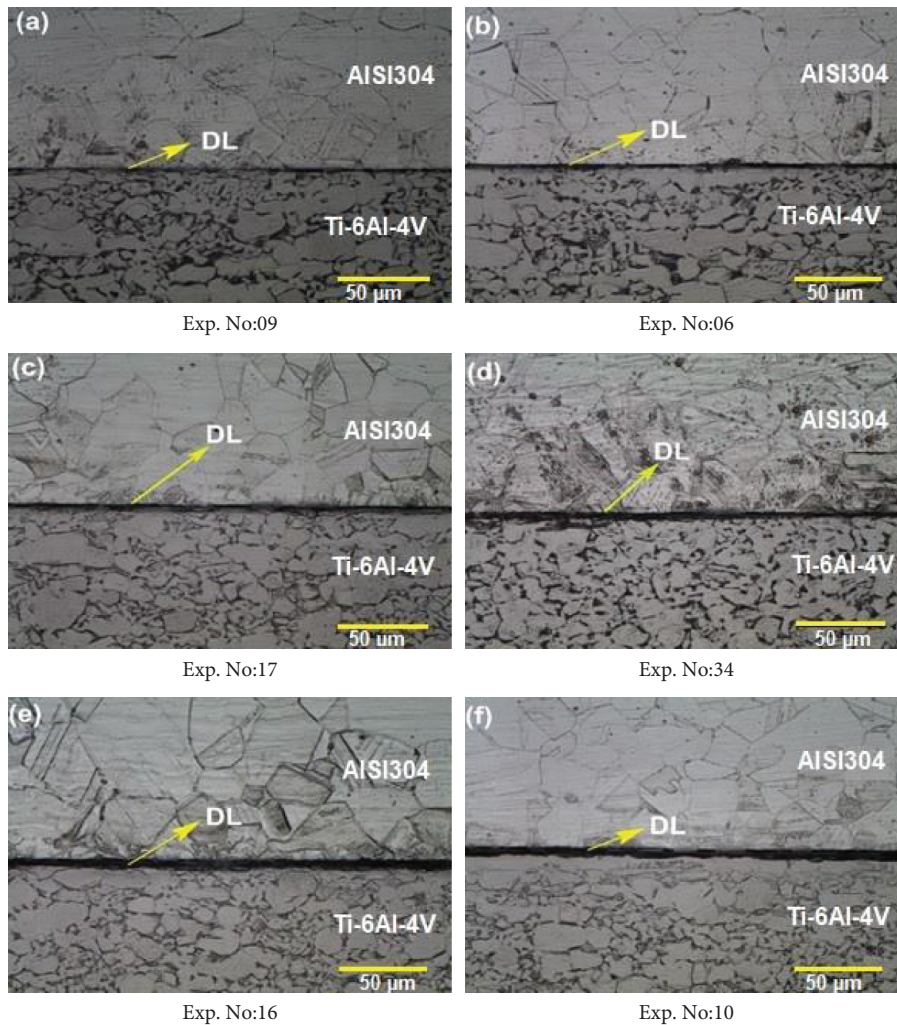 (a)
AISI304
DL
Ti-6Al-4V
50 µm
Exp. No:09
(b)
AISI304
DL
Ti-6Al-4V
50 µm
Exp. No:06
(c)
AISI304
DL
Ti-6Al-4V
50 µm
Exp. No:17
(d)
AISI304
DL
Ti-6Al-4V
50 µm
Exp. No:34
(e)
AISI304
DL
Ti-6Al-4V
50 µm
Exp. No:16
(f)
AISI304
DL
Ti-6Al-4V
50 µm
Exp. No:10